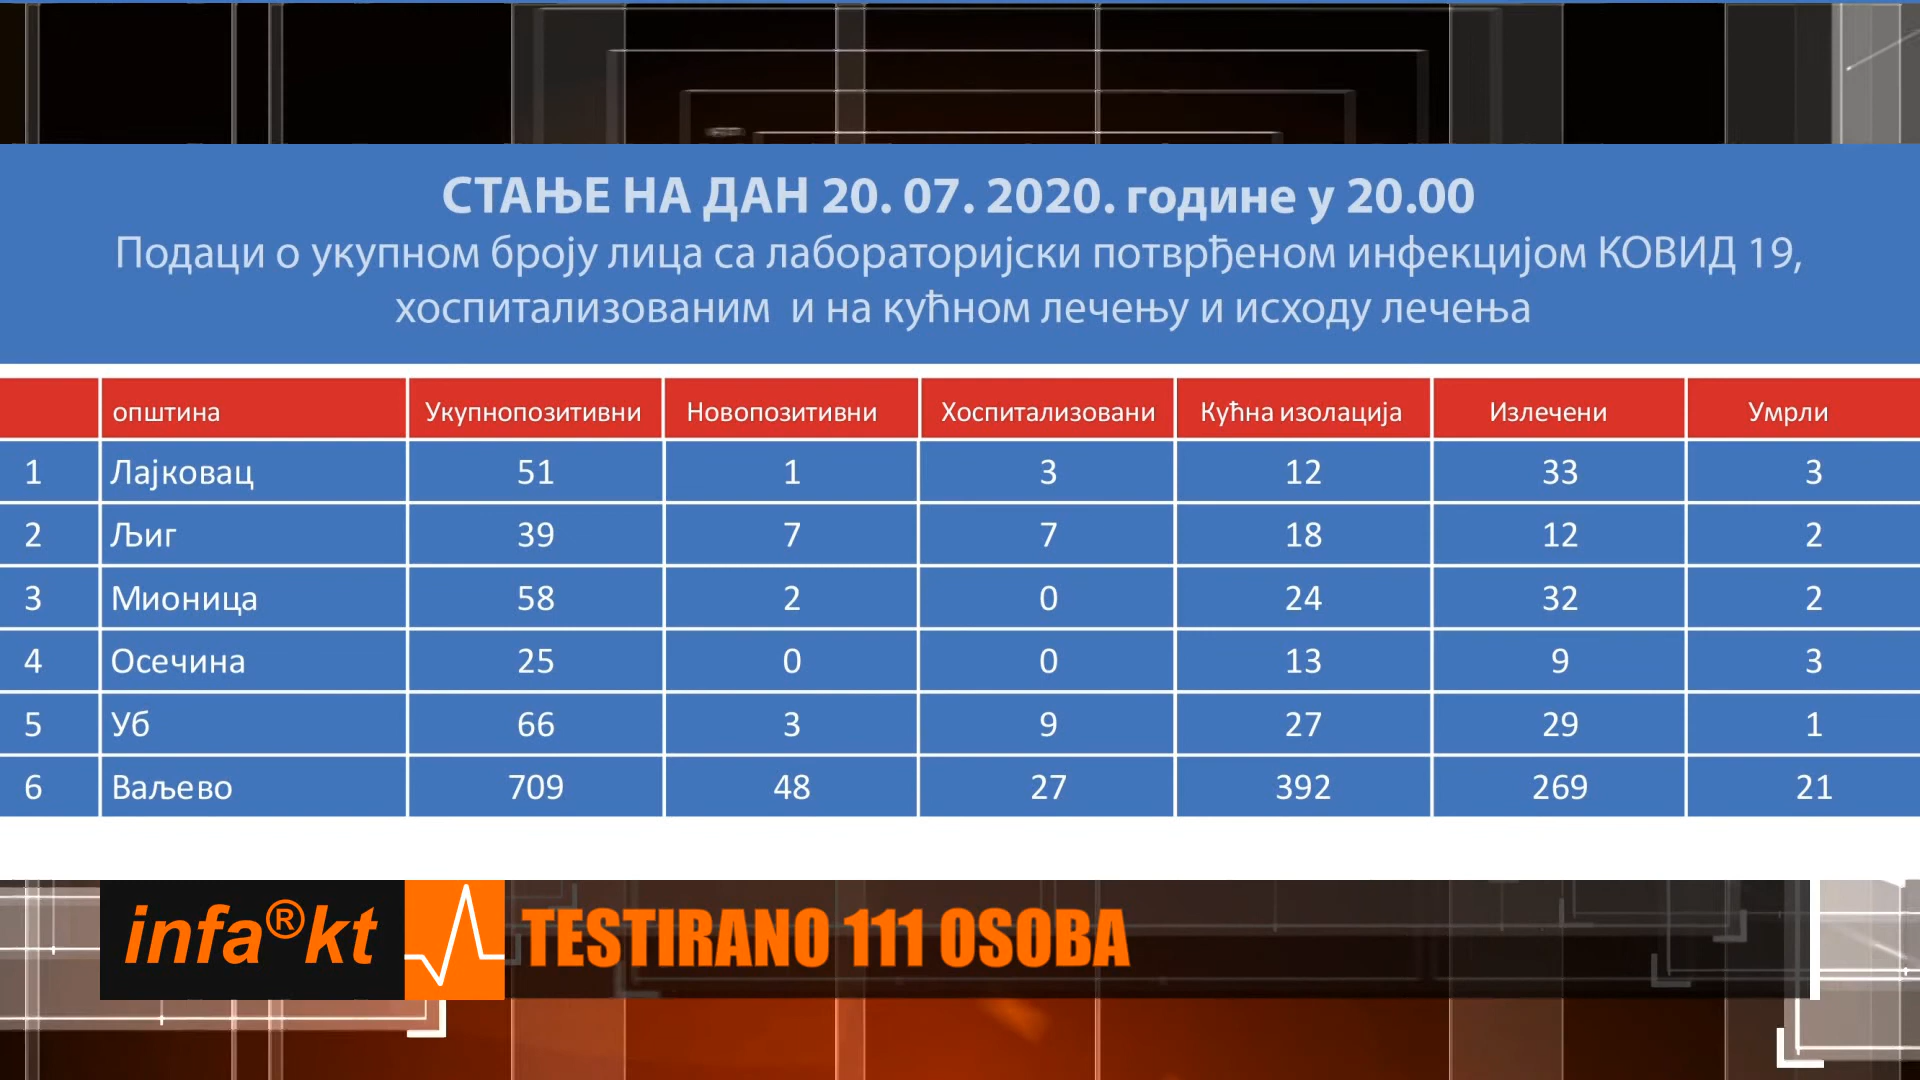 СТАЊЕ НА ДАН 20. 07. 2020. године у 20.00
Подаци о укупном броју лица са лабораторијски потврђеном инфекцијом КОВИД 19,
хоспитализованим и на кућном лечењу и исходу лечења
општина Укупнопозитивни Новопозитивни Хоспитализовани Кућна изолација Излечени Умрли
1 Лајковац 51 1 3 12 33 3
2 Љиг 39 7 7 18 12 2
3 Мионица 58 2 0 24 32 2
4 Осечина 25 0 0 13 9 3
5 Уб 66 3 9 27 29 1
6 Ваљево 709 48 27 392 269 21
infa®kt TESTIRANO 111 OSOBA